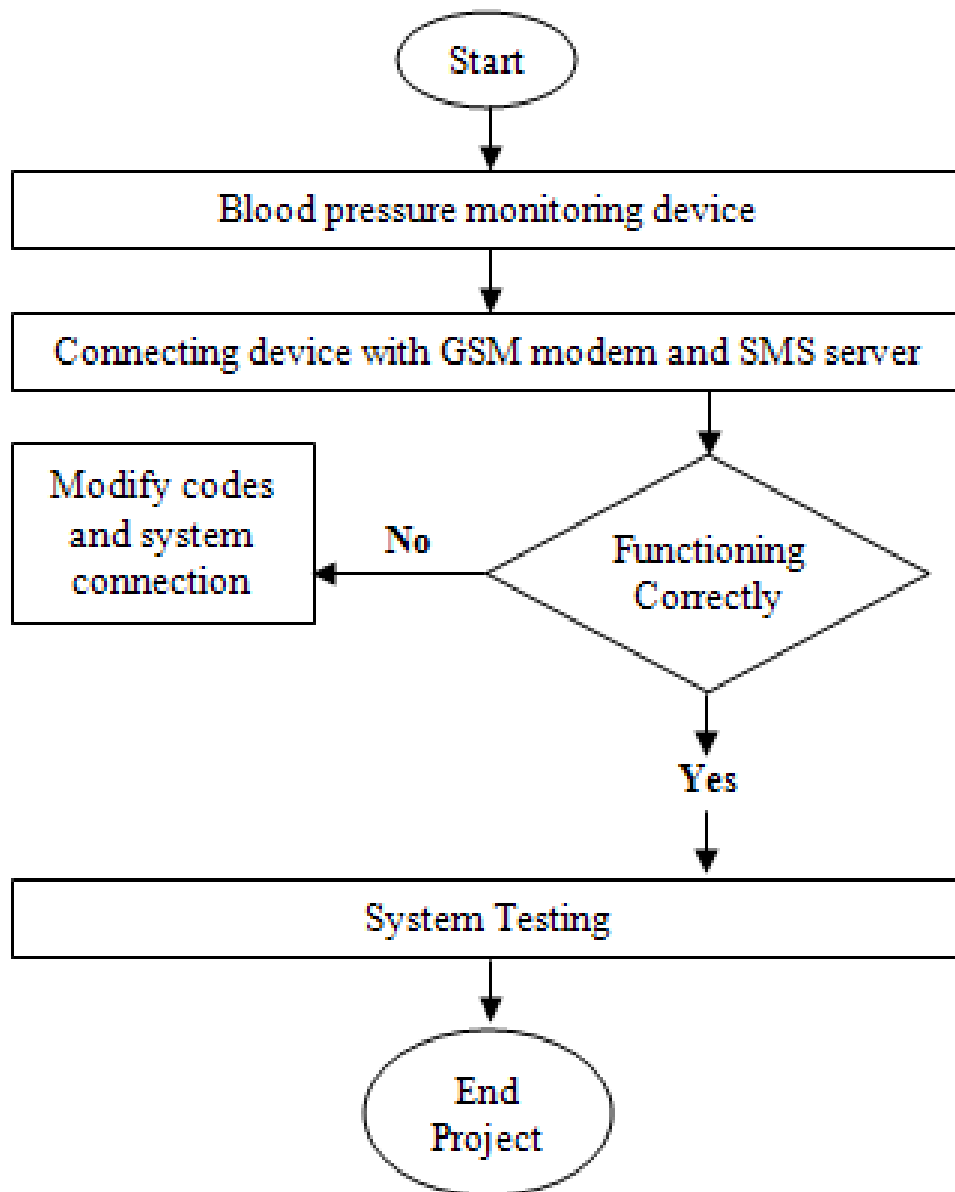 Start
Blood pressure monitoring device
Connecting device with GSM modem and SMS server
Modify codes
and system
connection
No
Functioning
Correctly
Yes
System Testing
End
Project